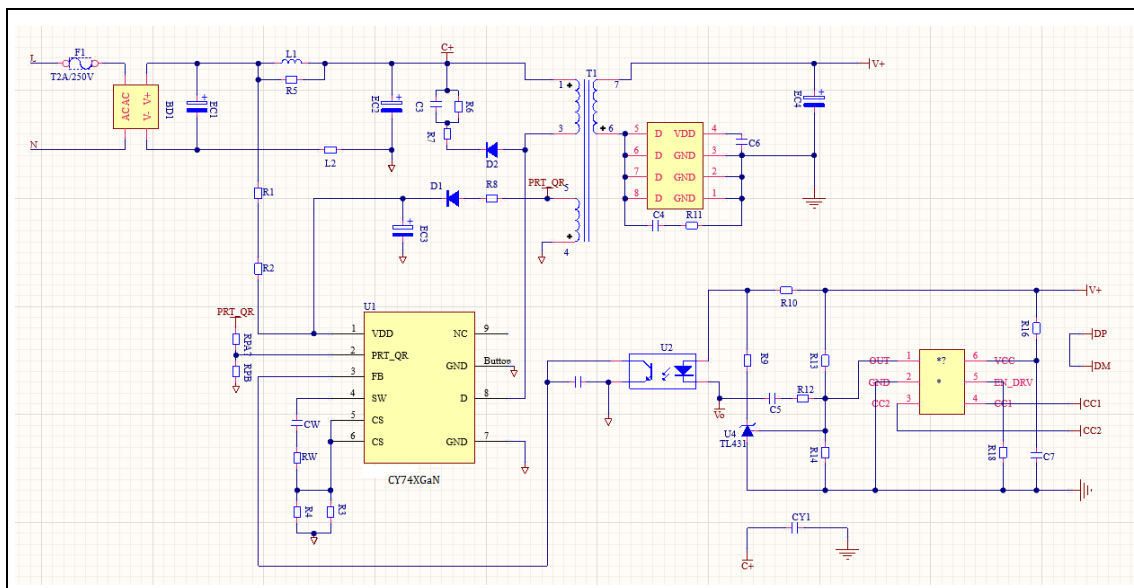 L
F1
T2A/250V
N
AC AC
V- V+
BD1
EC1
L1
R5
L2
EC2
C+
C3
R6
R7
D2
T1
1
3
7
6
5
4
V+
EC4
5 D VDD 4
6 D GND 3
7 D GND 2
8 D GND 1
C6
C4
R11
R1
R2
D1
R8
PRT_QR
EC3
PRT_QR
RPA?
RPB
U1
1 VDD
2 PRT_QR
3 FB
4 SW
5 CS
6 CS
NC 9
GND Button
D 8
GND 7
CY74XGaN
CW
RW
R4
R3
U2
Vo
R10
R9
R13
C5
R12
U4
TL431
R14
OUT 1
GND 2
CC2 3
*?
*
6 VCC
5 EN_DRV
4 CC1
R16
R18
C7
V+
DP
DM
CC1
CC2
CY1
C+